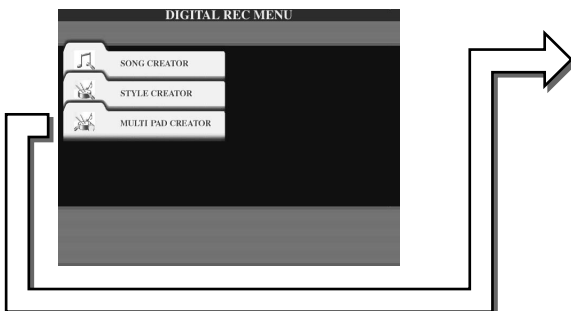 DIGITAL REC MENU
SONG CREATOR
STYLE CREATOR
MULTI PAD CREATOR